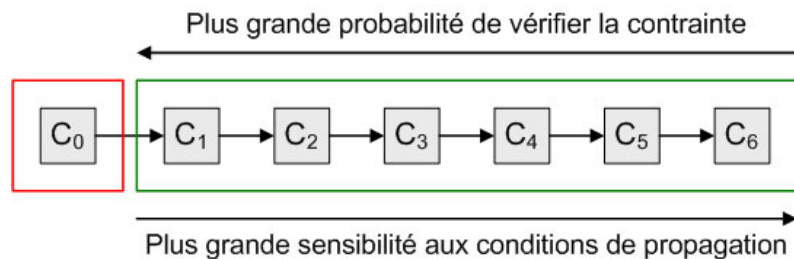 Plus grande probabilité de vérifier la contrainte
C₀ C₁ C₂ C₃ C₄ C₅ C₆
Plus grande sensibilité aux conditions de propagation